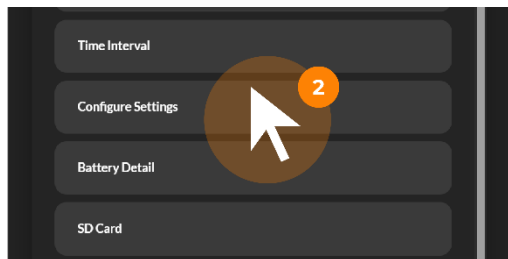 Time Interval
2
Configure Settings
Battery Detail
SD Card